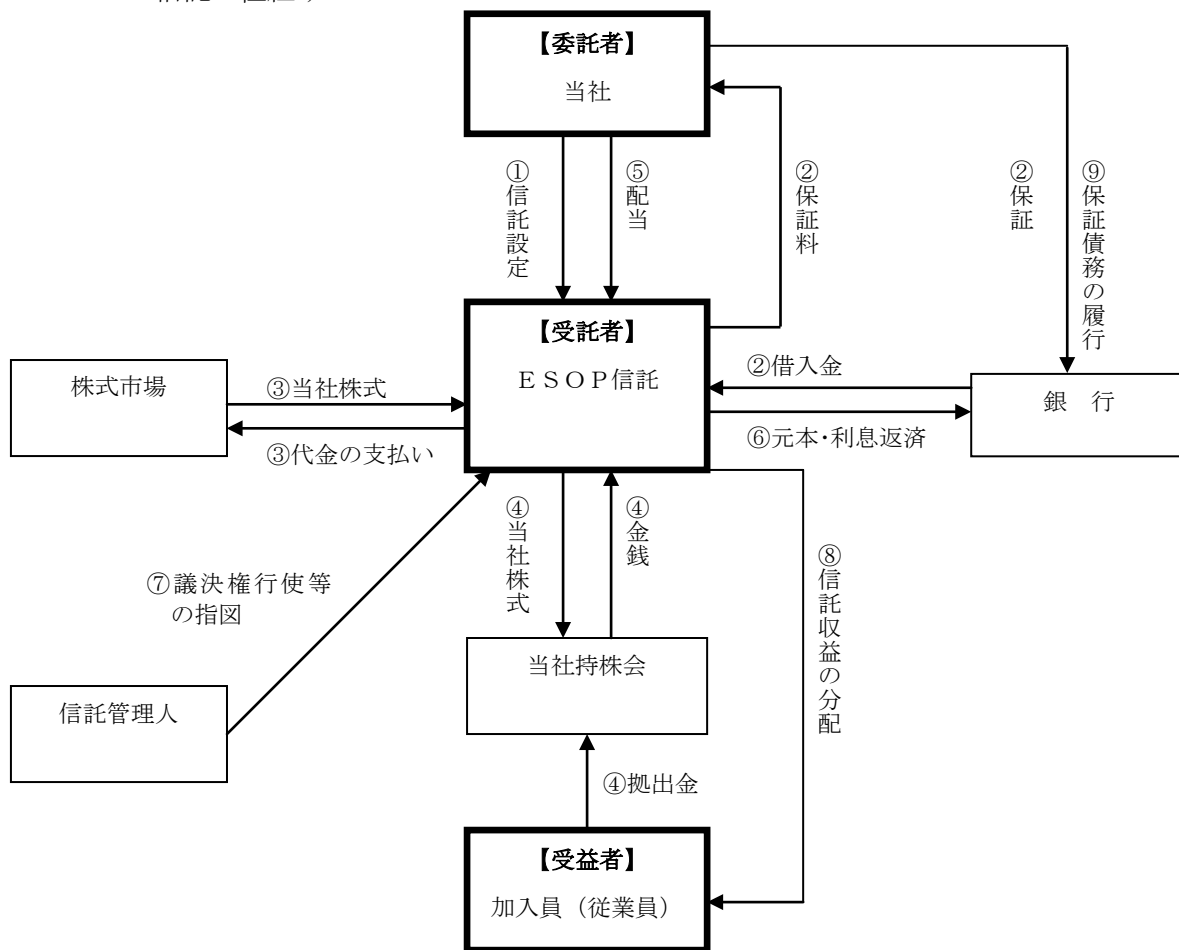 【委託者】
当社
①信託設定
⑤配当
②保証料
②保証
⑨保証債務の履行
【受託者】
ESOP信託
株式市場
③当社株式
③代金の支払い
②借入金
⑥元本・利息返済
銀　行
④当社株式
④金銭
⑧信託収益の分配
⑦議決権行使等
の指図
当社持株会
信託管理人
④拠出金
【受益者】
加入員（従業員）